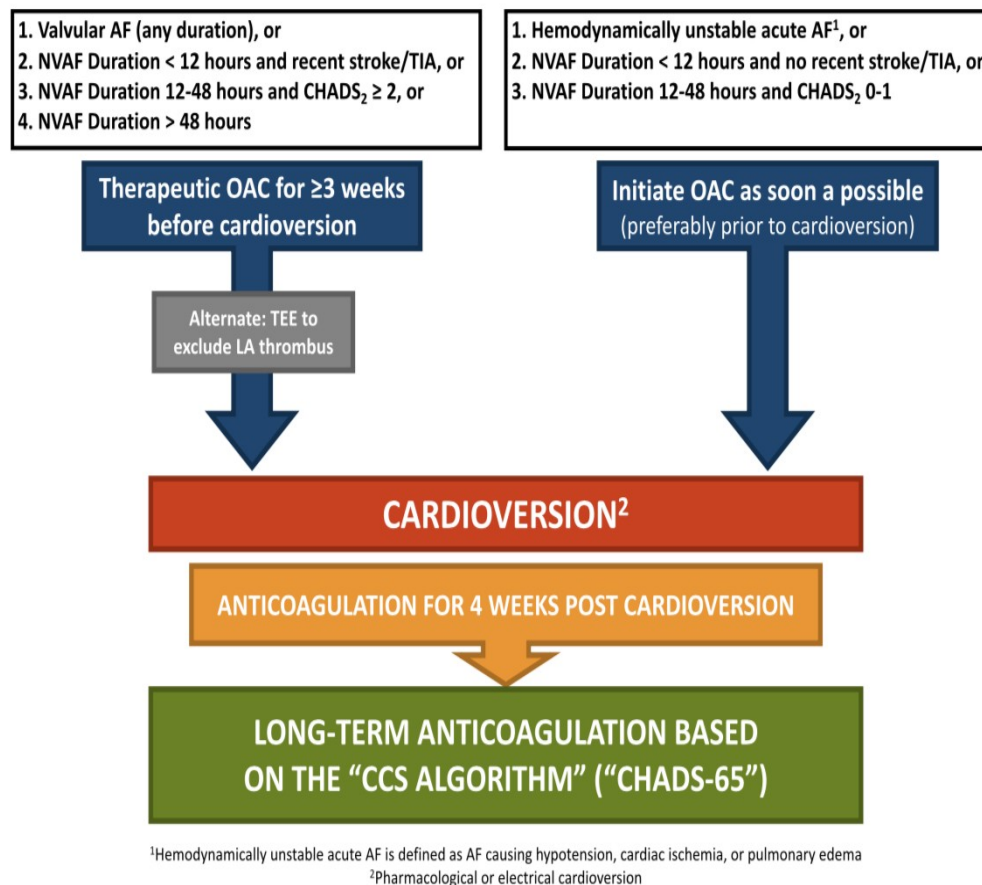 1. Valvular AF (any duration), or
2. NVAF Duration < 12 hours and recent stroke/TIA, or
3. NVAF Duration 12-48 hours and CHADS₂ ≥ 2, or
4. NVAF Duration > 48 hours
1. Hemodynamically unstable acute AF¹, or
2. NVAF Duration < 12 hours and no recent stroke/TIA, or
3. NVAF Duration 12-48 hours and CHADS₂ 0-1
Therapeutic OAC for ≥3 weeks
before cardioversion
Initiate OAC as soon a possible
(preferably prior to cardioversion)
Alternate: TEE to
exclude LA thrombus
CARDIOVERSION²
ANTICOAGULATION FOR 4 WEEKS POST CARDIOVERSION
LONG-TERM ANTICOAGULATION BASED
ON THE “CCS ALGORITHM” (“CHADS-65”)
¹Hemodynamically unstable acute AF is defined as AF causing hypotension, cardiac ischemia, or pulmonary edema
²Pharmacological or electrical cardioversion